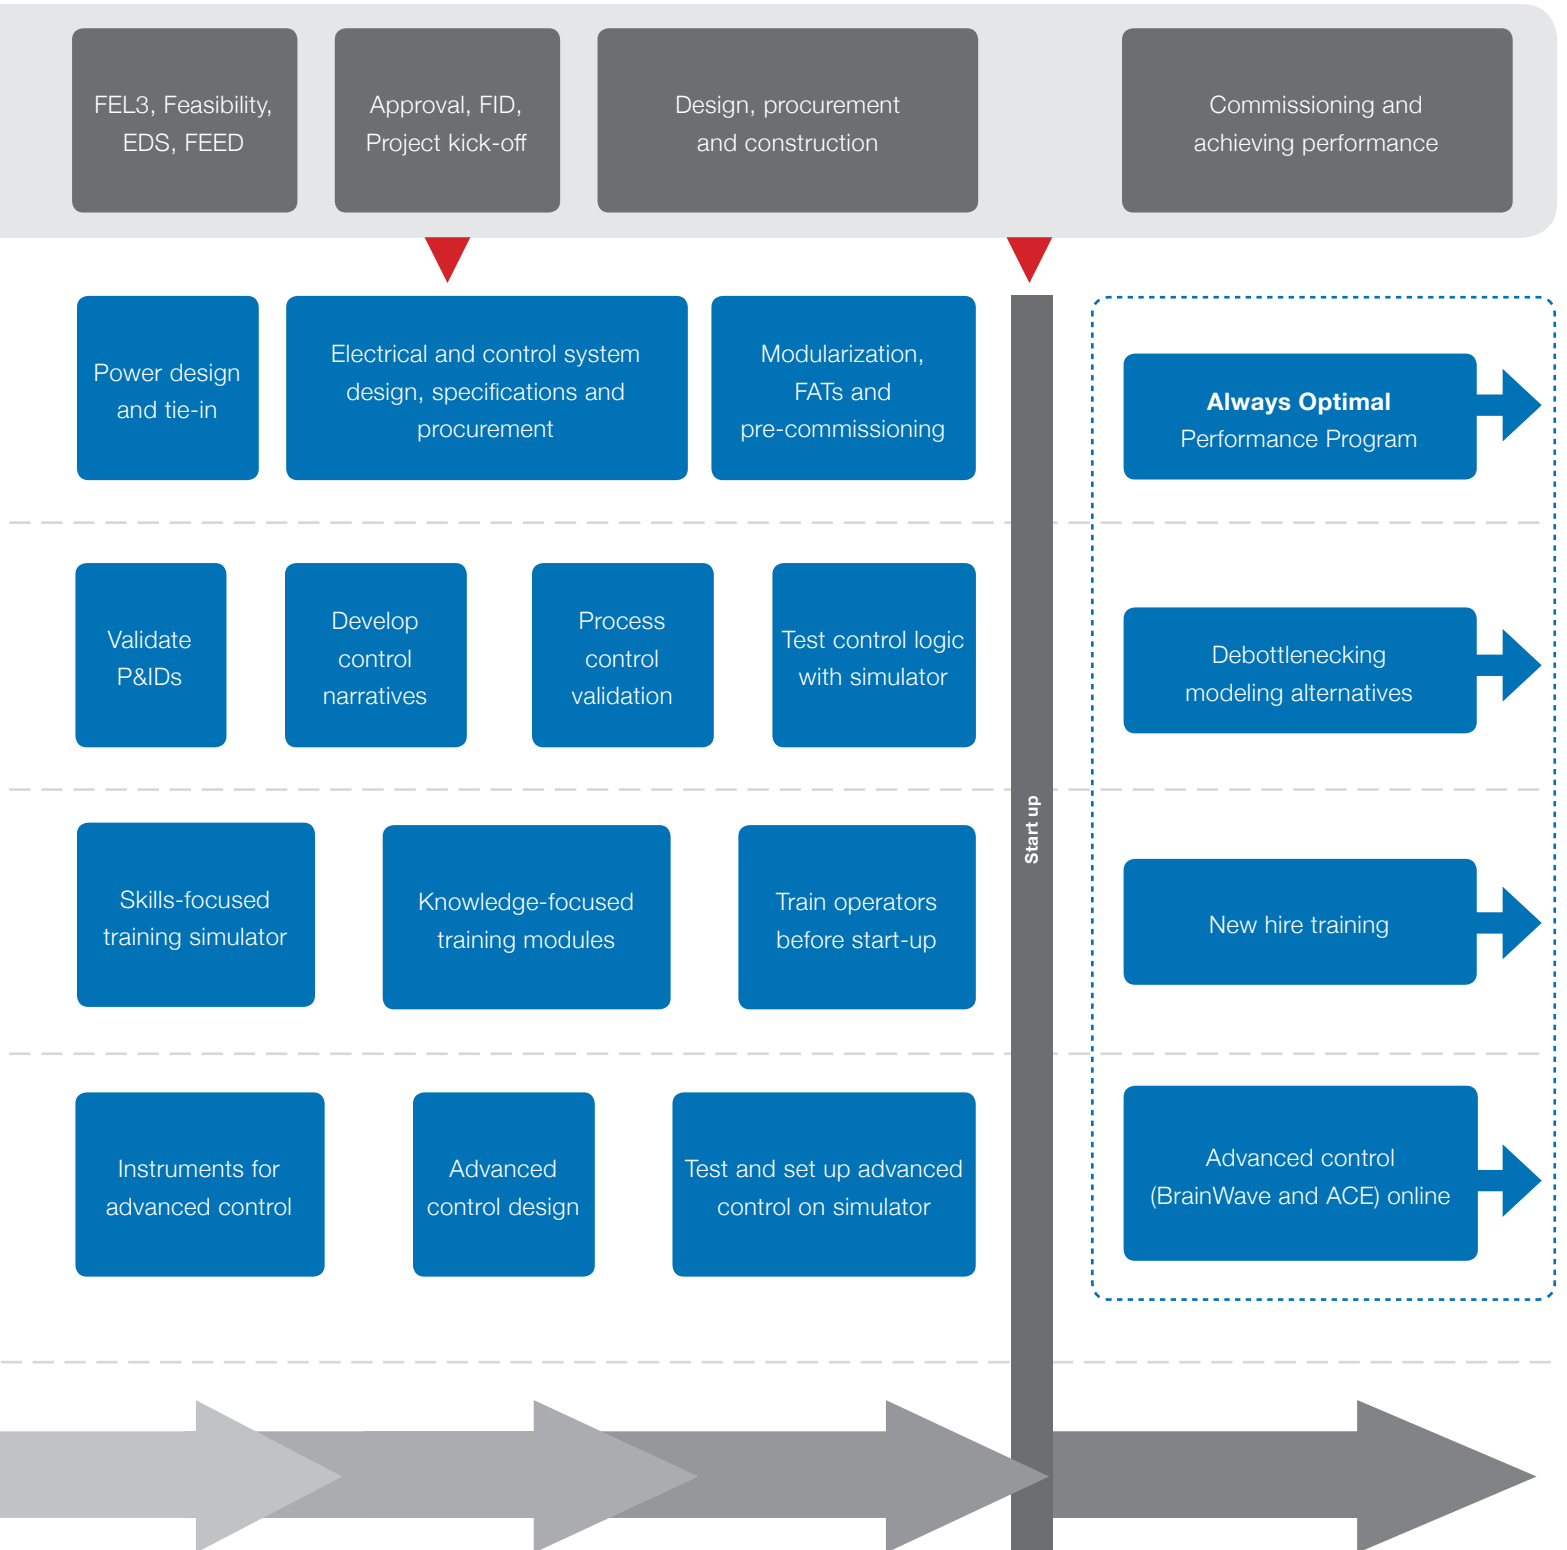 FEL3, Feasibility,
EDS, FEED
Approval, FID,
Project kick-off
Design, procurement
and construction
Commissioning and
achieving performance
Power design
and tie-in
Electrical and control system
design, specifications and
procurement
Modularization,
FATs and
pre-commissioning
Always Optimal
Performance Program
Validate
P&IDs
Develop
control
narratives
Process
control
validation
Test control logic
with simulator
Debottlenecking
modeling alternatives
Start up
Skills-focused
training simulator
Knowledge-focused
training modules
Train operators
before start-up
New hire training
Instruments for
advanced control
Advanced
control design
Test and set up advanced
control on simulator
Advanced control
(BrainWave and ACE) online